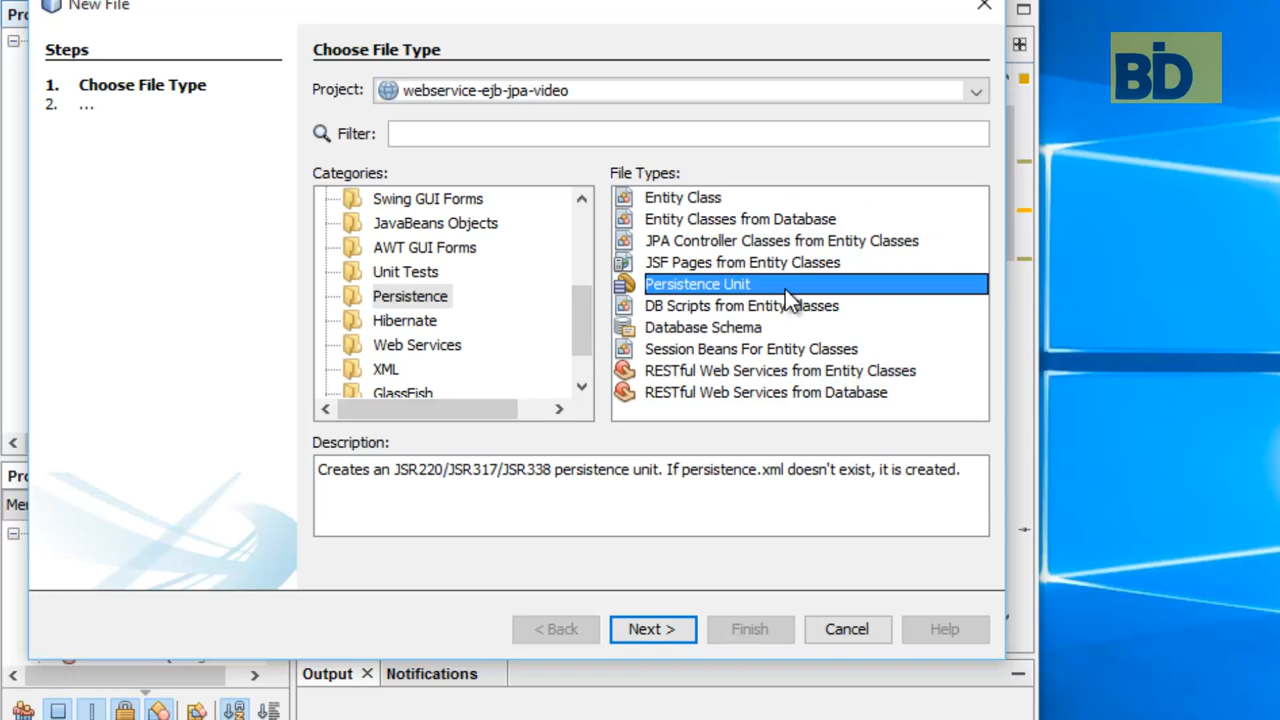 Pro
New File
BID
Steps
Choose File Type
1. Choose File Type
2. ...
Project: webservice-ejb-jpa-video
Filter:
Categories:
File Types:
Swing GUI Forms
JavaBeans Objects
AWT GUI Forms
Unit Tests
Persistence
Hibernate
Web Services
XML
GlassFish
Entity Class
Entity Classes from Database
JPA Controller Classes from Entity Classes
JSF Pages from Entity Classes
Persistence Unit
DB Scripts from Entity Classes
Database Schema
Session Beans For Entity Classes
RESTful Web Services from Entity Classes
RESTful Web Services from Database
Description:
Creates an JSR220/JSR317/JSR338 persistence unit. If persistence.xml doesn't exist, it is created.
Pro
Mem
< Back
Next >
Finish
Cancel
Help
Output
Notifications